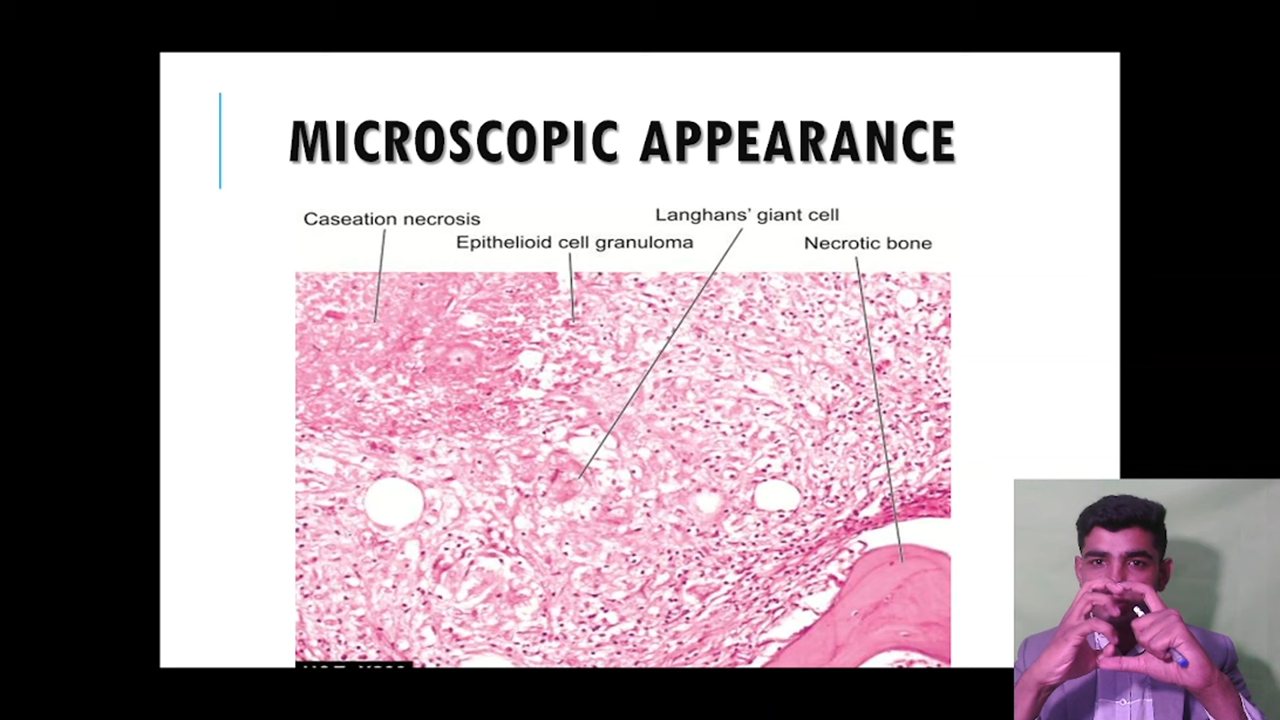 MICROSCOPIC APPEARANCE
Caseation necrosis
Langhans' giant cell
Epithelioid cell granuloma
Necrotic bone